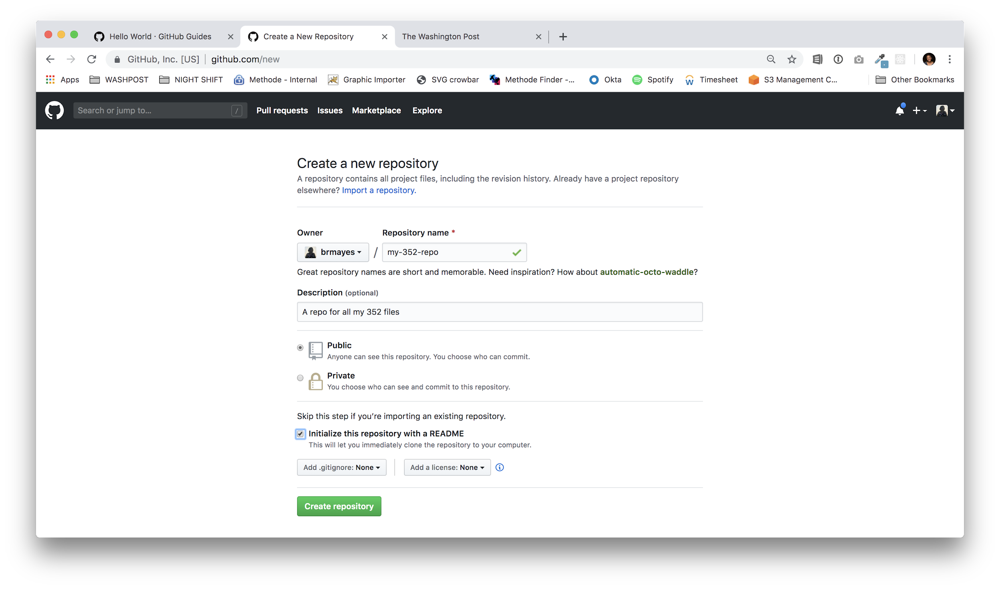 Hello World · GitHub Guides
Create a New Repository
The Washington Post
GitHub, Inc. [US] github.com/new
Apps WASHPOST NIGHT SHIFT Methode - Internal Graphic Importer SVG crowbar Methode Finder -... Okta Spotify Timesheet S3 Management C... Other Bookmarks
Search or jump to... / Pull requests Issues Marketplace Explore
Create a new repository
A repository contains all project files, including the revision history. Already have a project repository
elsewhere? Import a repository.
Owner Repository name *
brmayes / my-352-repo
Great repository names are short and memorable. Need inspiration? How about automatic-octo-waddle?
Description (optional)
A repo for all my 352 files
Public
Anyone can see this repository. You choose who can commit.
Private
You choose who can see and commit to this repository.
Skip this step if you’re importing an existing repository.
Initialize this repository with a README
This will let you immediately clone the repository to your computer.
Add .gitignore: None Add a license: None
Create repository